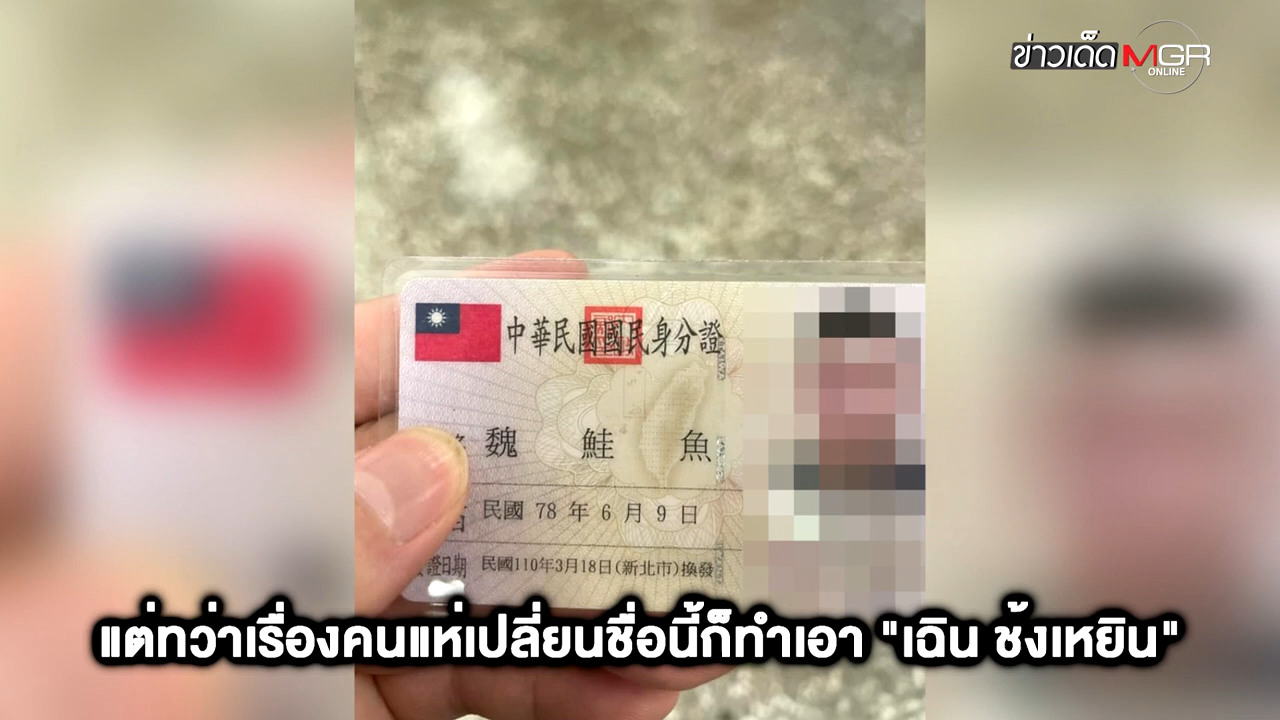 ข่าวเด็ด MGR
ONLINE
中華民國國民身分證
魏 鮭 魚
民國 78 年 6 月 9 日
證日期 民國110年3月18日(新北市)換發
แต่ทว่าเรื่องคนแห่เปลี่ยนชื่อนี้ก็ทำเอา "เฉิน ช้งเหยิน"